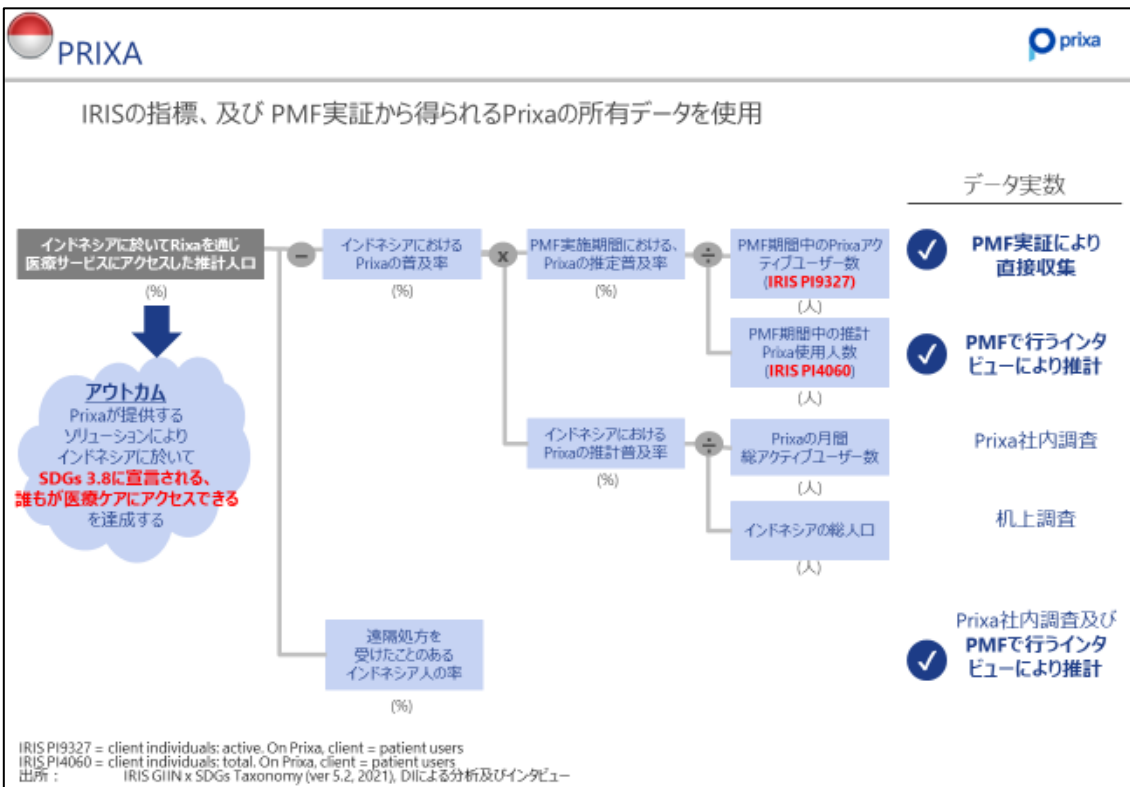 PRIXA
prixa
IRISの指標、及び PMF実証から得られるPrixaの所有データを使用
データ実数
インドネシアに於いてRixaを通じ
医療サービスにアクセスした推計人口
(%)
−
インドネシアにおける
Prixaの普及率
(%)
x
PMF実施期間における、
Prixaの推定普及率
(%)
÷
PMF期間中のPrixaアク
ティブユーザー数
(IRIS PI9327)
(人)
PMF実証により
直接収集
PMF期間中の推計
Prixa使用人数
(IRIS PI4060)
(人)
PMFで行うインタ
ビューにより推計
アウトカム
Prixaが提供する
ソリューションにより
インドネシアに於いて
SDGs 3.8に宣言される、
誰もが医療ケアにアクセスできる
を達成する
インドネシアにおける
Prixaの推計普及率
(%)
÷
Prixaの月間
総アクティブユーザー数
(人)
Prixa社内調査
インドネシアの総人口
(人)
机上調査
遠隔処方を
受けたことのある
インドネシア人の率
(%)
Prixa社内調査及び
PMFで行うインタ
ビューにより推計
IRIS PI9327 = client individuals: active. On Prixa, client = patient users
IRIS PI4060 = client individuals: total. On Prixa, client = patient users
出所： IRIS GIIN x SDGs Taxonomy (ver 5.2, 2021), DIによる分析及びインタビュー